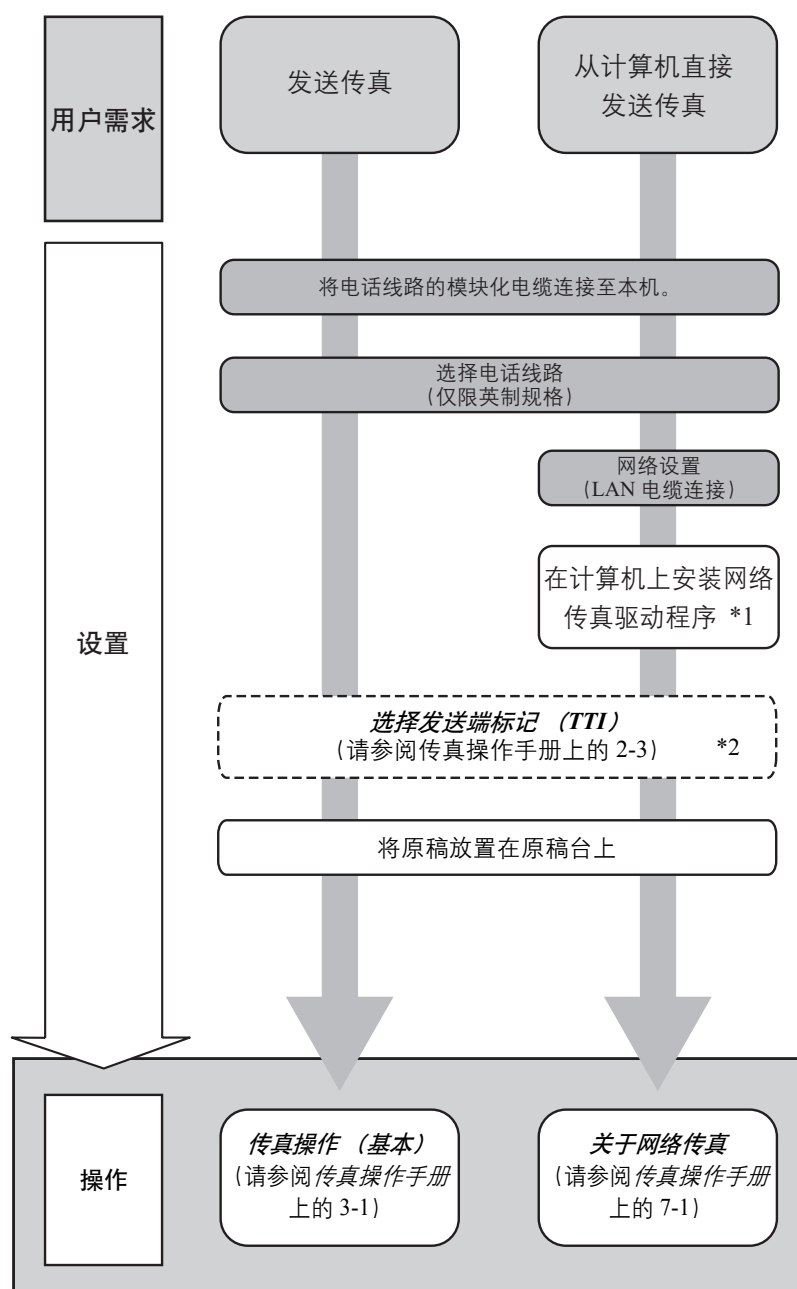 用户需求
发送传真
从计算机直接
发送传真
将电话线路的模块化电缆连接至本机。
选择电话线路
（仅限英制规格）
网络设置
（LAN 电缆连接）
在计算机上安装网络
传真驱动程序 *1
设置
选择发送端标记 （TTI）
（请参阅传真操作手册上的 2-3） *2
将原稿放置在原稿台上
操作
传真操作 （基本）
（请参阅传真操作手册
上的 3-1）
关于网络传真
（请参阅传真操作手册
上的 7-1）